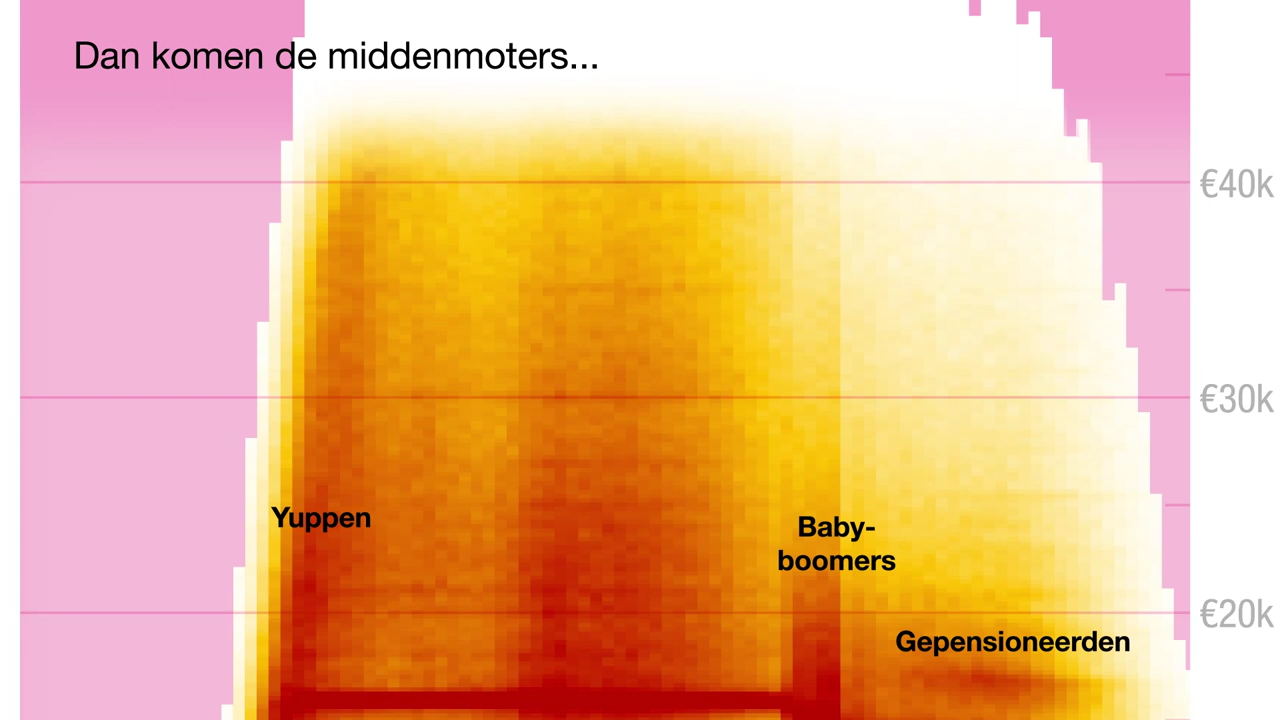 Dan komen de middenmoters...
€40k
€30k
Yuppen
Baby-
boomers
€20k
Gepensioneerden